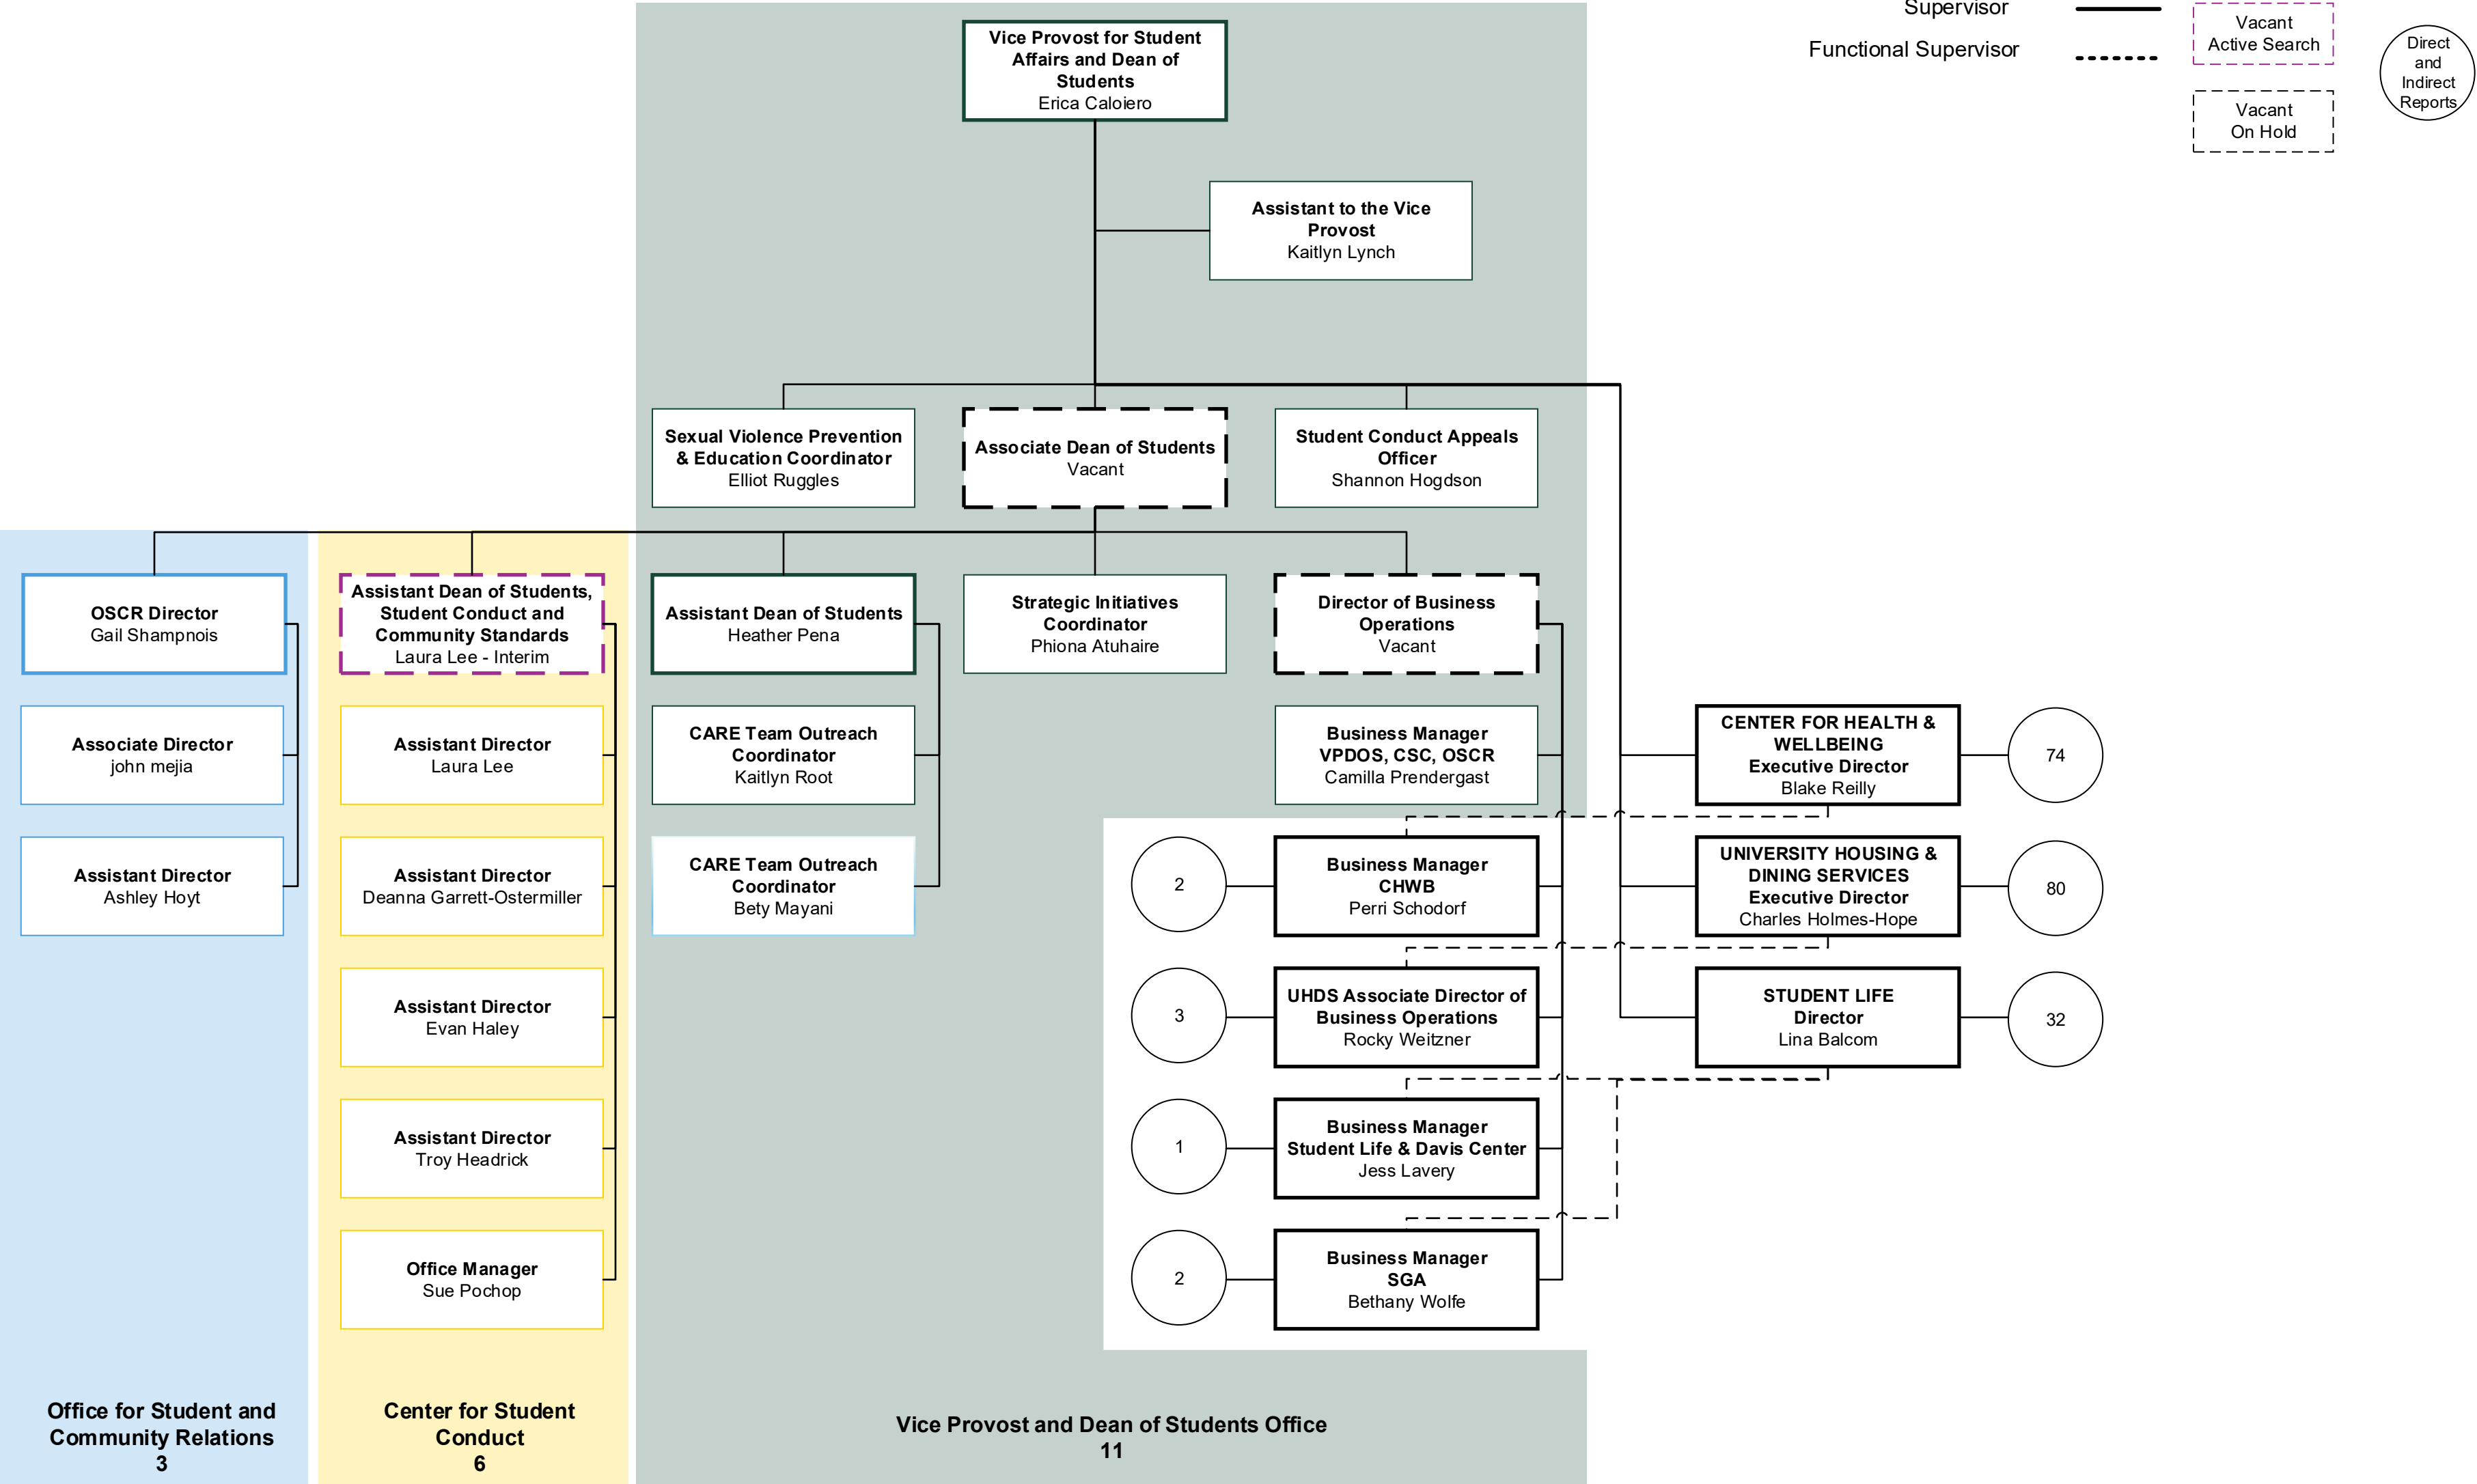 Supervisor
Functional Supervisor
Vacant
Active Search
Vacant
On Hold
Direct
and
Indirect
Reports
Vice Provost for Student
Affairs and Dean of
Students
Erica Caloiero
Assistant to the Vice
Provost
Kaitlyn Lynch
Sexual Violence Prevention
& Education Coordinator
Elliot Ruggles
Associate Dean of Students
Vacant
Student Conduct Appeals
Officer
Shannon Hogdson
OSCR Director
Gail Shampnois
Assistant Dean of Students,
Student Conduct and
Community Standards
Laura Lee - Interim
Assistant Dean of Students
Heather Pena
Strategic Initiatives
Coordinator
Phiona Atuhaire
Director of Business
Operations
Vacant
Associate Director
john mejia
Assistant Director
Laura Lee
CARE Team Outreach
Coordinator
Kaitlyn Root
Business Manager
VPDOS, CSC, OSCR
Camilla Prendergast
CENTER FOR HEALTH &
WELLBEING
Executive Director
Blake Reilly
74
Assistant Director
Ashley Hoyt
Assistant Director
Deanna Garrett-Ostermiller
CARE Team Outreach
Coordinator
Bety Mayani
2
Business Manager
CHWB
Perri Schodorf
UNIVERSITY HOUSING &
DINING SERVICES
Executive Director
Charles Holmes-Hope
80
Assistant Director
Evan Haley
3
UHDS Associate Director of
Business Operations
Rocky Weitzner
STUDENT LIFE
Director
Lina Balcom
32
Assistant Director
Troy Headrick
1
Business Manager
Student Life & Davis Center
Jess Lavery
Office Manager
Sue Pochop
2
Business Manager
SGA
Bethany Wolfe
Office for Student and
Community Relations
3
Center for Student
Conduct
6
Vice Provost and Dean of Students Office
11